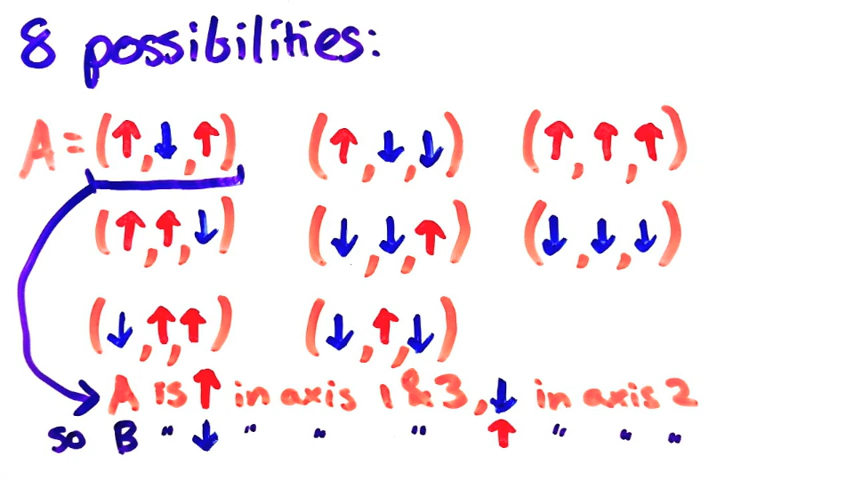 8 possibilities:
A = (↑,↓,↑) (↑,↓,↓) (↑,↑,↑)
(↑,↑,↓) (↓,↓,↑) (↓,↓,↓)
(↓,↑,↑) (↓,↑,↓)
A is ↑ in axis 1 & 3, ↓ in axis 2
so B " ↓ " " " ↑ " " "